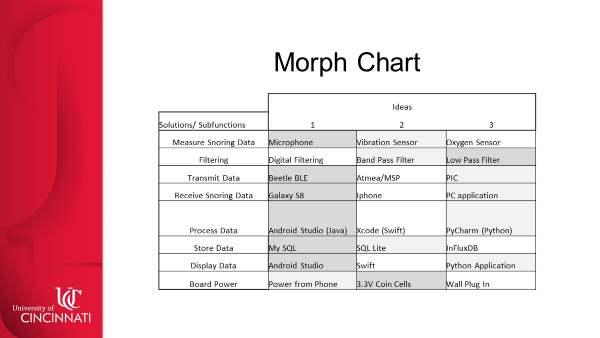 Morph Chart
Ideas
Solutions/ Subfunctions 1 2 3
Measure Snoring Data Microphone Vibration Sensor Oxygen Sensor
Filtering Digital Filtering Band Pass Filter Low Pass Filter
Transmit Data Beetle BLE Atmea/MSP PIC
Receive Snoring Data Galaxy S8 Iphone PC application
Process Data Android Studio (Java) Xcode (Swift) PyCharm (Python)
Store Data My SQL SQL Lite InFluxDB
Display Data Android Studio Swift Python Application
Board Power Power from Phone 3.3V Coin Cells Wall Plug In
UC
University of
CINCINNATI